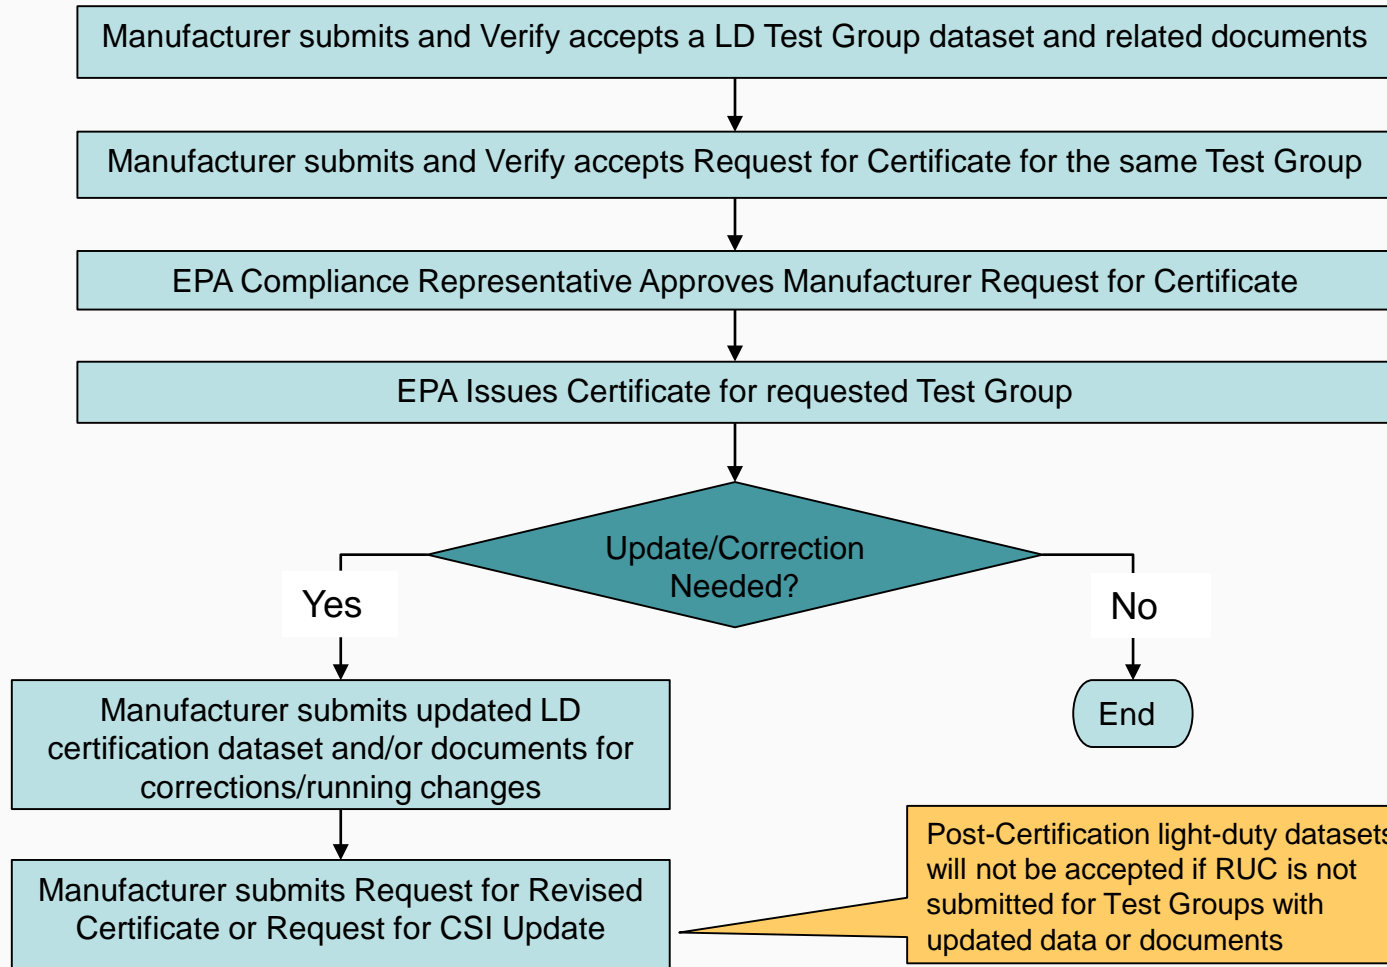 Manufacturer submits and Verify accepts a LD Test Group dataset and related documents
Manufacturer submits and Verify accepts Request for Certificate for the same Test Group
EPA Compliance Representative Approves Manufacturer Request for Certificate
EPA Issues Certificate for requested Test Group
Update/Correction
Needed?
Yes
No
Manufacturer submits updated LD
certification dataset and/or documents for
corrections/running changes
End
Manufacturer submits Request for Revised
Certificate or Request for CSI Update
Post-Certification light-duty datasets
will not be accepted if RUC is not
submitted for Test Groups with
updated data or documents